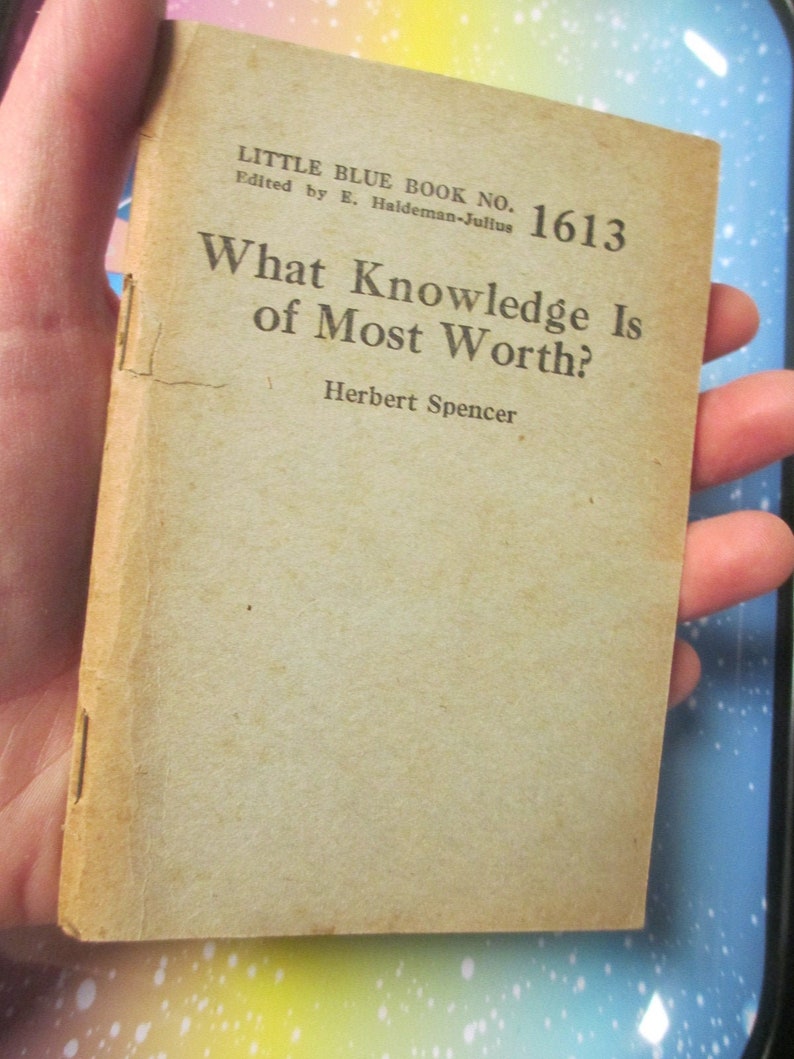 LITTLE BLUE BOOK NO. 1613
Edited by E. Haldeman-Julius
What Knowledge Is
of Most Worth?
Herbert Spencer